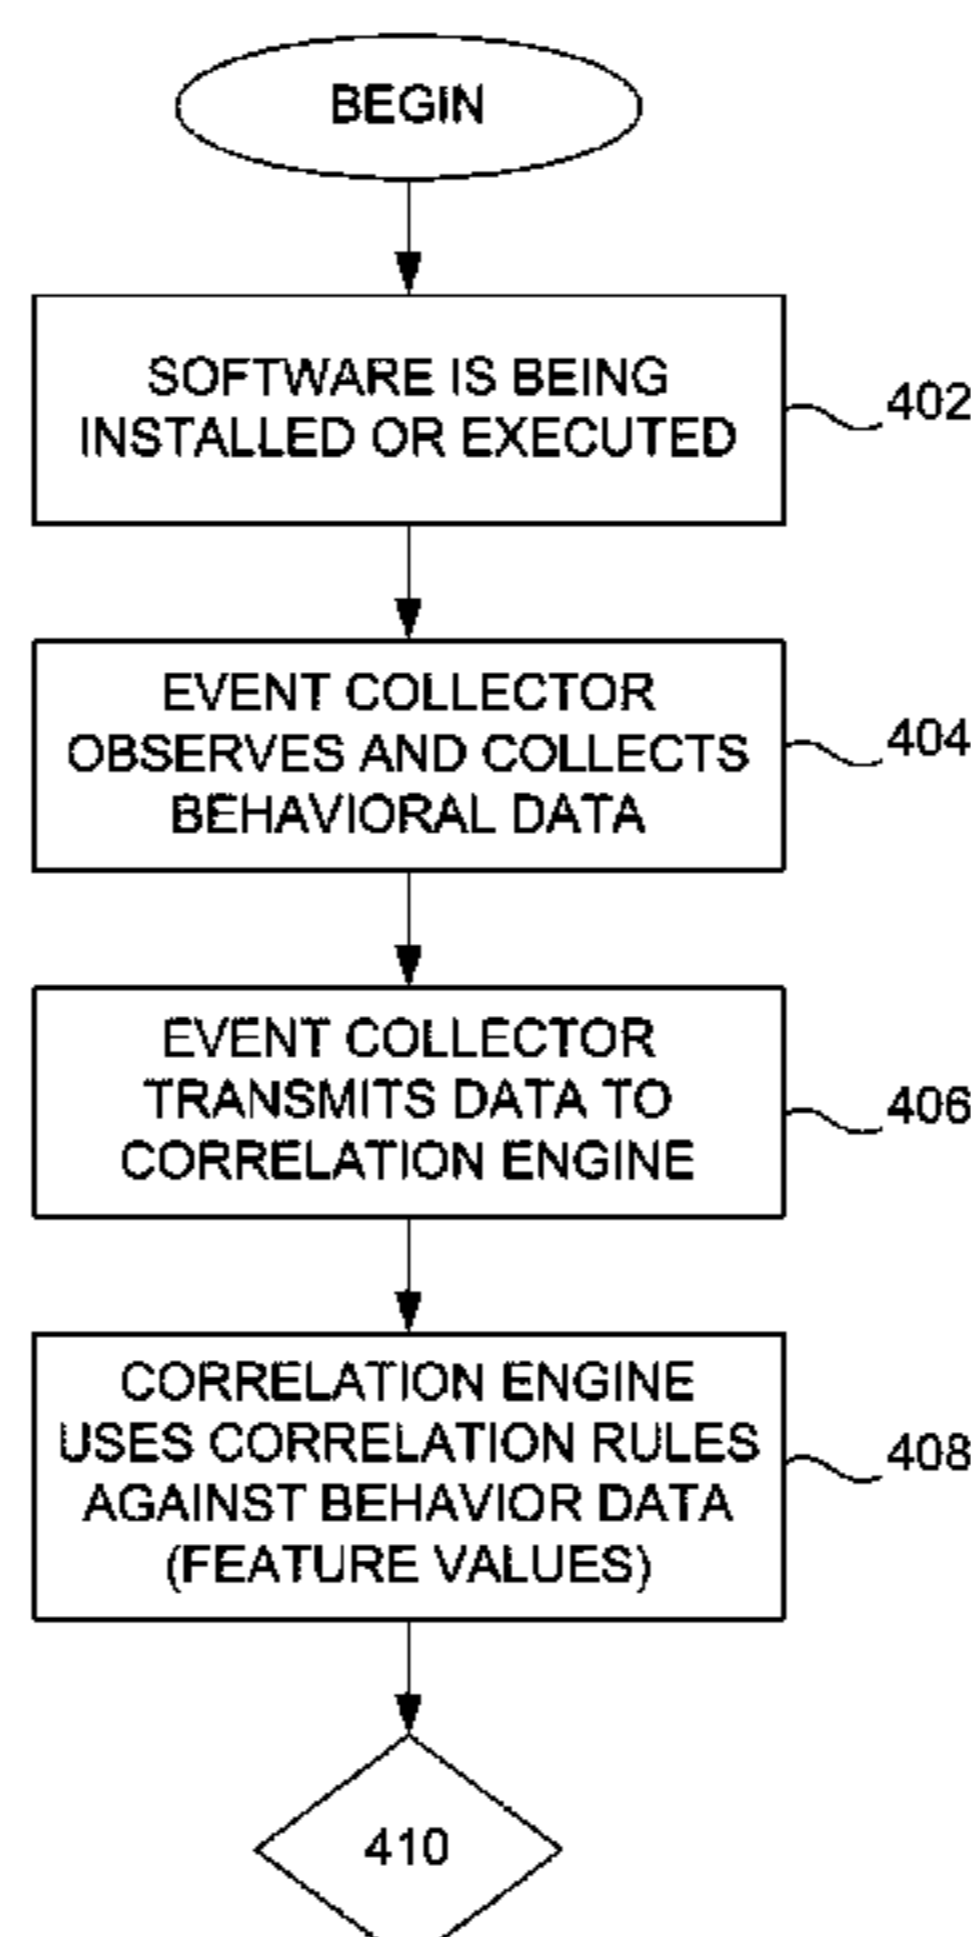 BEGIN
SOFTWARE IS BEING
INSTALLED OR EXECUTED
402
EVENT COLLECTOR
OBSERVES AND COLLECTS
BEHAVIORAL DATA
404
EVENT COLLECTOR
TRANSMITS DATA TO
CORRELATION ENGINE
406
CORRELATION ENGINE
USES CORRELATION RULES
AGAINST BEHAVIOR DATA
(FEATURE VALUES)
408
410